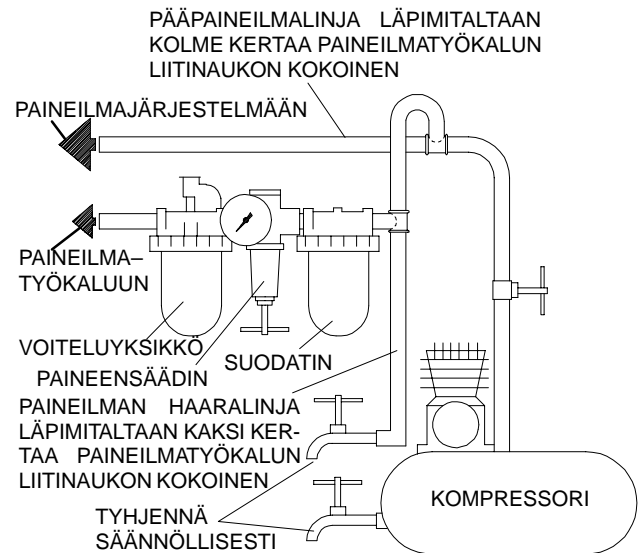 PÄÄPAINEILMALINJA LÄPIMITALTAAN
KOLME KERTAA PAINEILMATYÖKALUN
LIITINAUKON KOKOINEN
PAINEILMAJÄRJESTELMÄÄN
PAINEILMA–
TYÖKALUUN
VOITELUYKSIKKÖ
SUODATIN
PAINEENSÄÄDIN
PAINEILMAN HAARALINJA
LÄPIMITALTAAN KAKSI KER-
TAA PAINEILMATYÖKALUN
LIITINAUKON KOKOINEN
KOMPRESSORI
TYHJENNÄ
SÄÄNNÖLLISESTI